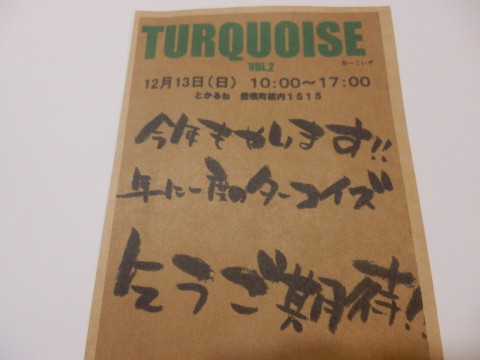 TURQUOISE
たーこいず
VOL.2
12月13日(日) 10:00〜17:00
とかるね 豊橋町紙内1515
今年もやります!!
年に一度のターコイズ
乞うご期待!!